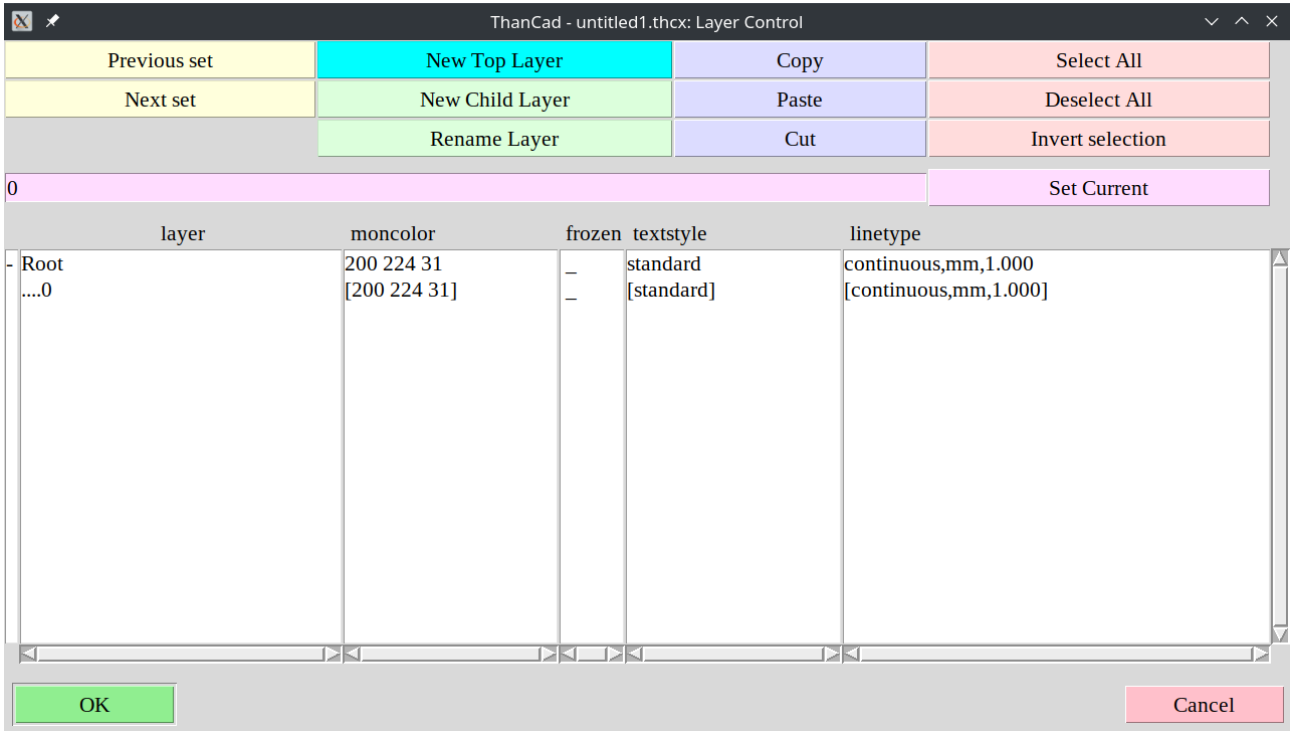 ThanCad - untitled1.thcx: Layer Control
Previous set New Top Layer Copy Select All
Next set New Child Layer Paste Deselect All
Rename Layer Cut Invert selection
0 Set Current
layer moncolor frozen textstyle linetype
- Root 200 224 31 _ standard continuous,mm,1.000
....0 [200 224 31] _ [standard] [continuous,mm,1.000]
OK Cancel